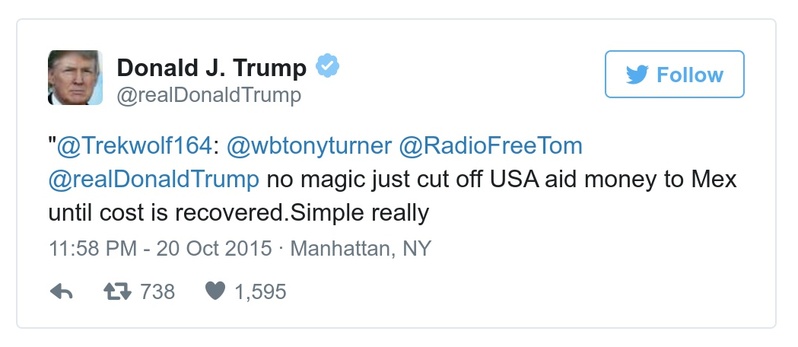 Donald J. Trump
@realDonaldTrump
Follow
"@Trekwolf164: @wbtonyturner @RadioFreeTom
@realDonaldTrump no magic just cut off USA aid money to Mex
until cost is recovered.Simple really
11:58 PM - 20 Oct 2015 · Manhattan, NY
738 1,595